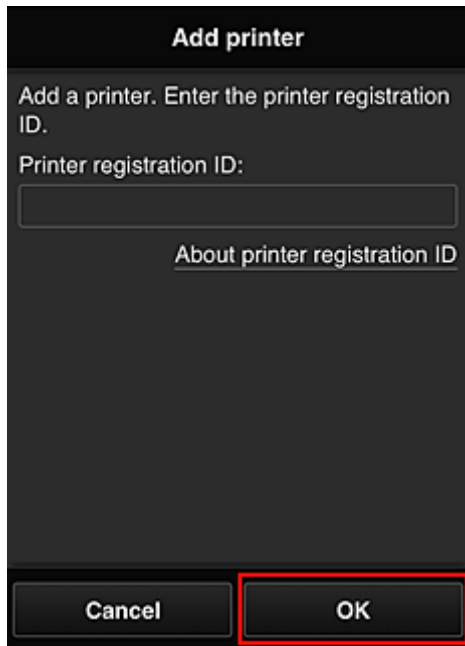 Add printer
Add a printer. Enter the printer registration
ID.
Printer registration ID:
About printer registration ID
Cancel
OK